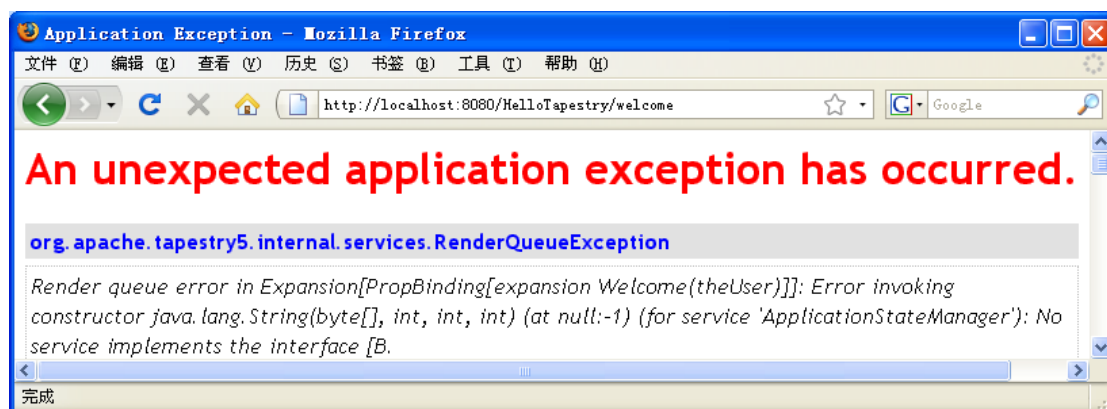 Application Exception - Mozilla Firefox
文件 (F) 编辑 (E) 查看 (V) 历史 (S) 书签 (B) 工具 (T) 帮助 (H)
http://localhost:8080/HelloTapestry/welcome G Google
An unexpected application exception has occurred.
org.apache.tapestry5.internal.services.RenderQueueException
Render queue error in Expansion[PropBinding[expansion Welcome(theUser)]]: Error invoking
constructor java.lang.String(byte[], int, int, int) (at null:-1) (for service 'ApplicationStateManager'): No
service implements the interface [B.
完成